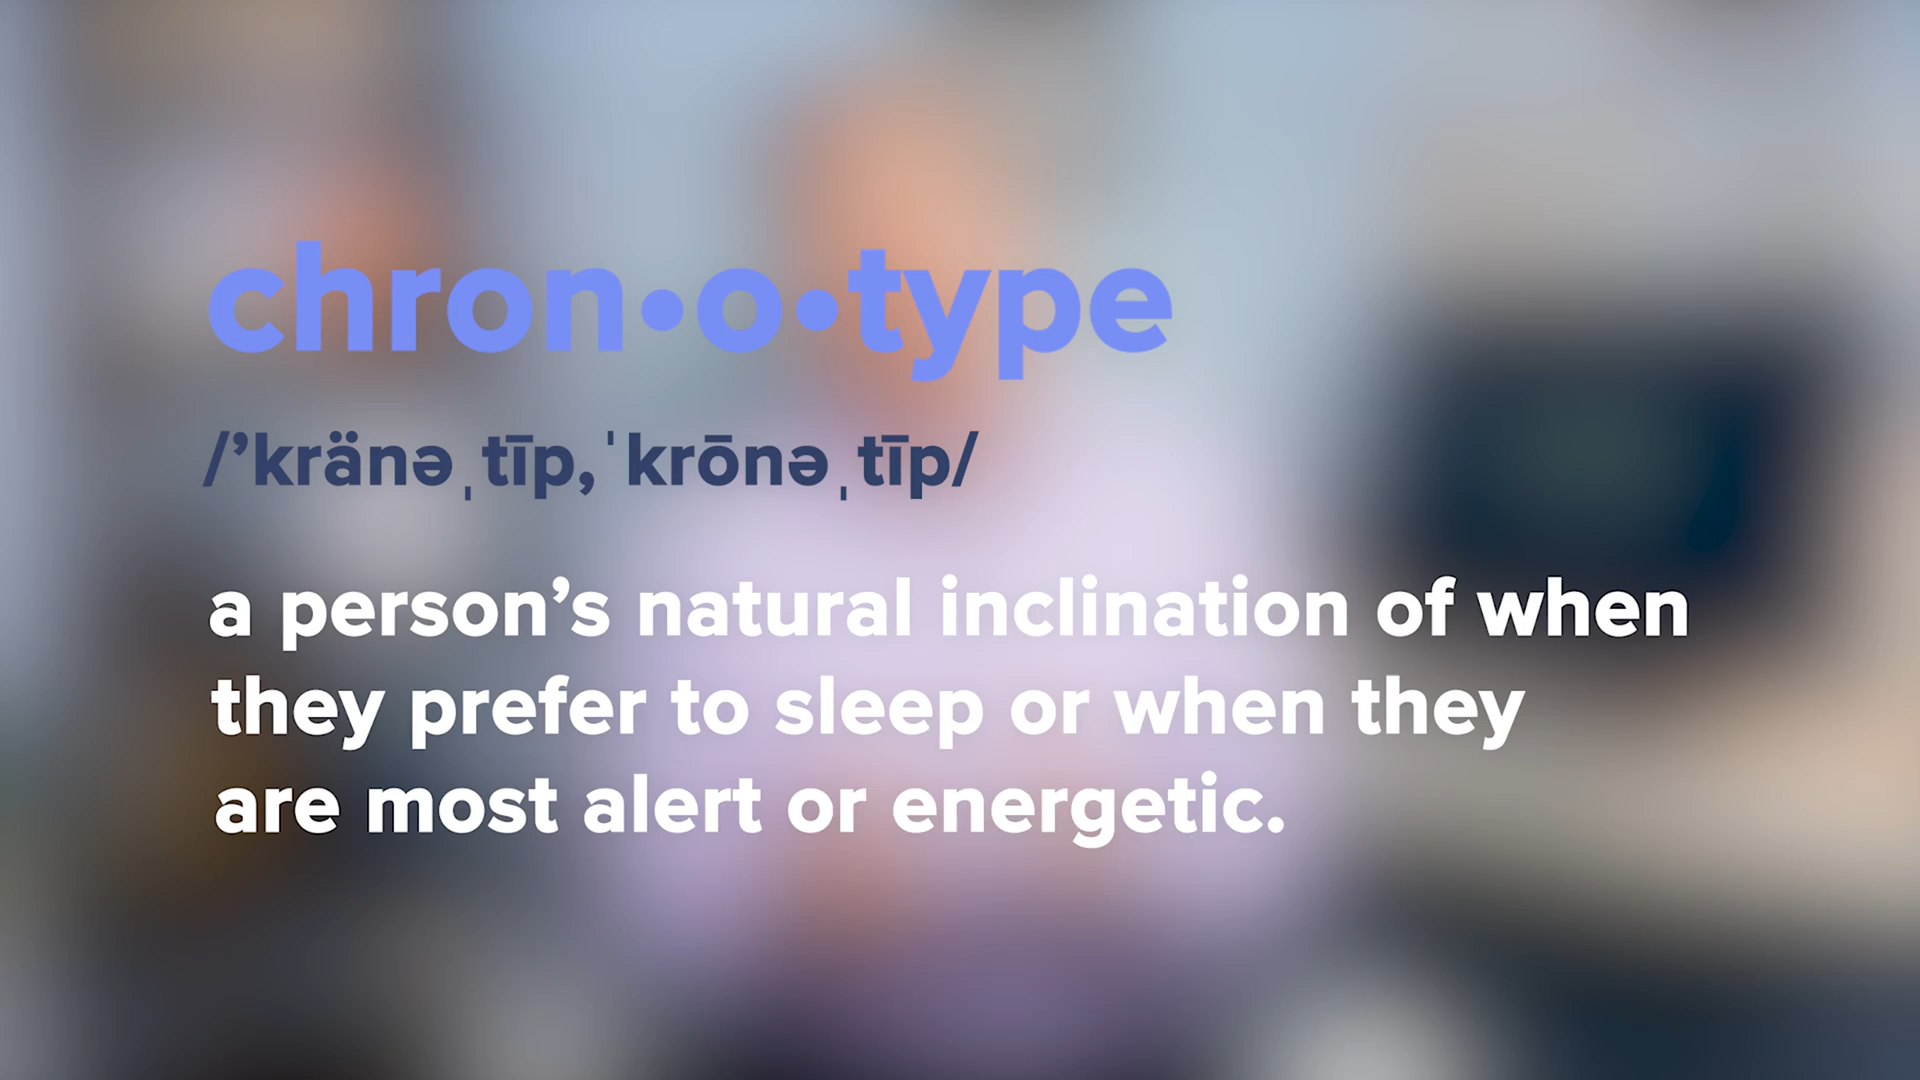 chron•o•type
/’kränəˌtīp,ˈkrōnəˌtīp/
a person’s natural inclination of when
they prefer to sleep or when they
are most alert or energetic.